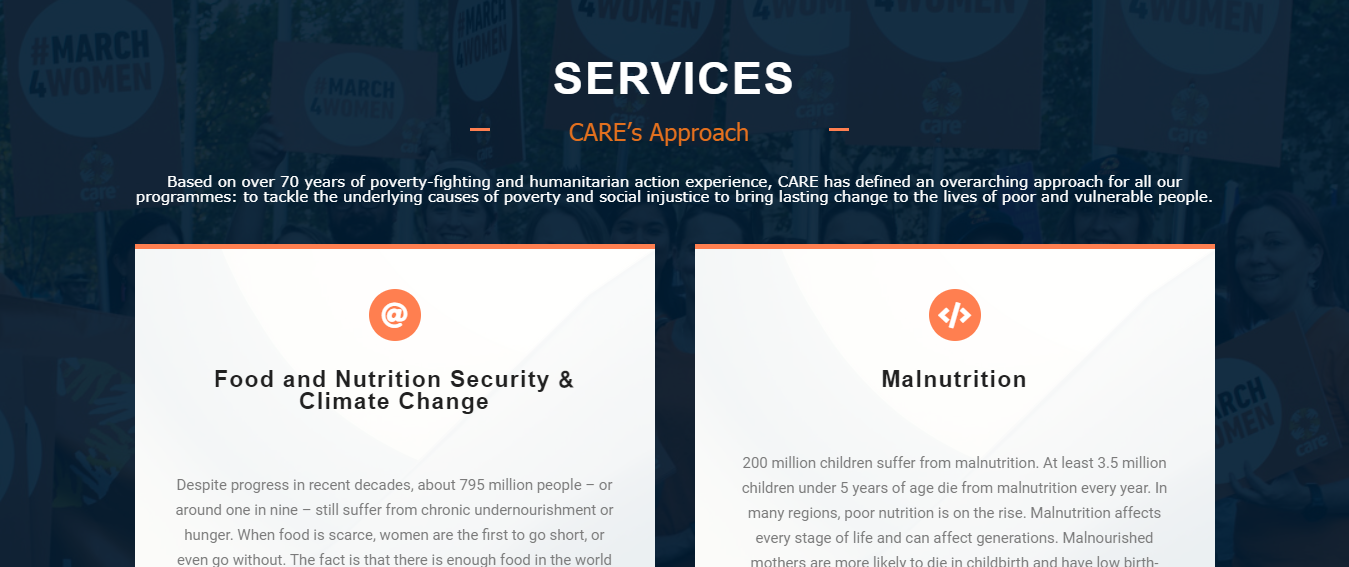 #MARCH
4WOMEN
care
#MARCH
4WOMEN
#MARCH
4WOMEN
4WOMEN
care
4WOMEN
care
4WOMEN
care
SERVICES
CARE’s Approach
Based on over 70 years of poverty-fighting and humanitarian action experience, CARE has defined an overarching approach for all our
programmes: to tackle the underlying causes of poverty and social injustice to bring lasting change to the lives of poor and vulnerable people.
@
</>
Food and Nutrition Security &
Climate Change
Malnutrition
Despite progress in recent decades, about 795 million people – or
around one in nine – still suffer from chronic undernourishment or
hunger. When food is scarce, women are the first to go short, or
even go without. The fact is that there is enough food in the world
200 million children suffer from malnutrition. At least 3.5 million
children under 5 years of age die from malnutrition every year. In
many regions, poor nutrition is on the rise. Malnutrition affects
every stage of life and can affect generations. Malnourished
mothers are more likely to die in childbirth and have low birth-
care